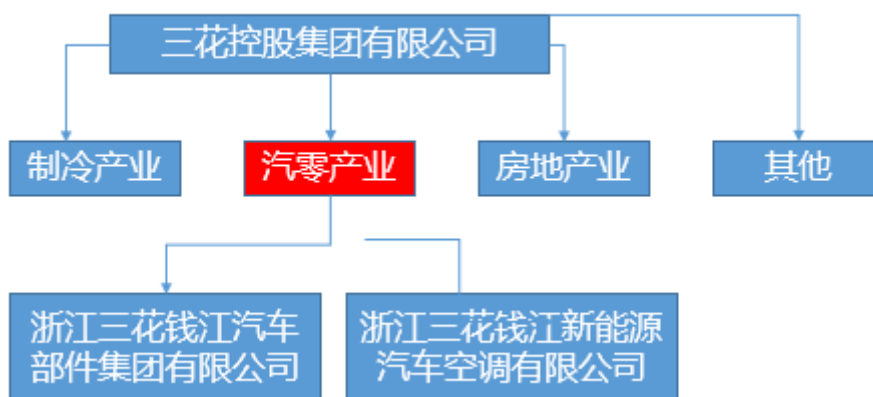 三花控股集团有限公司
制冷产业
汽零产业
房地产业
其他
浙江三花钱江汽车
部件集团有限公司
浙江三花钱江新能源
汽车空调有限公司